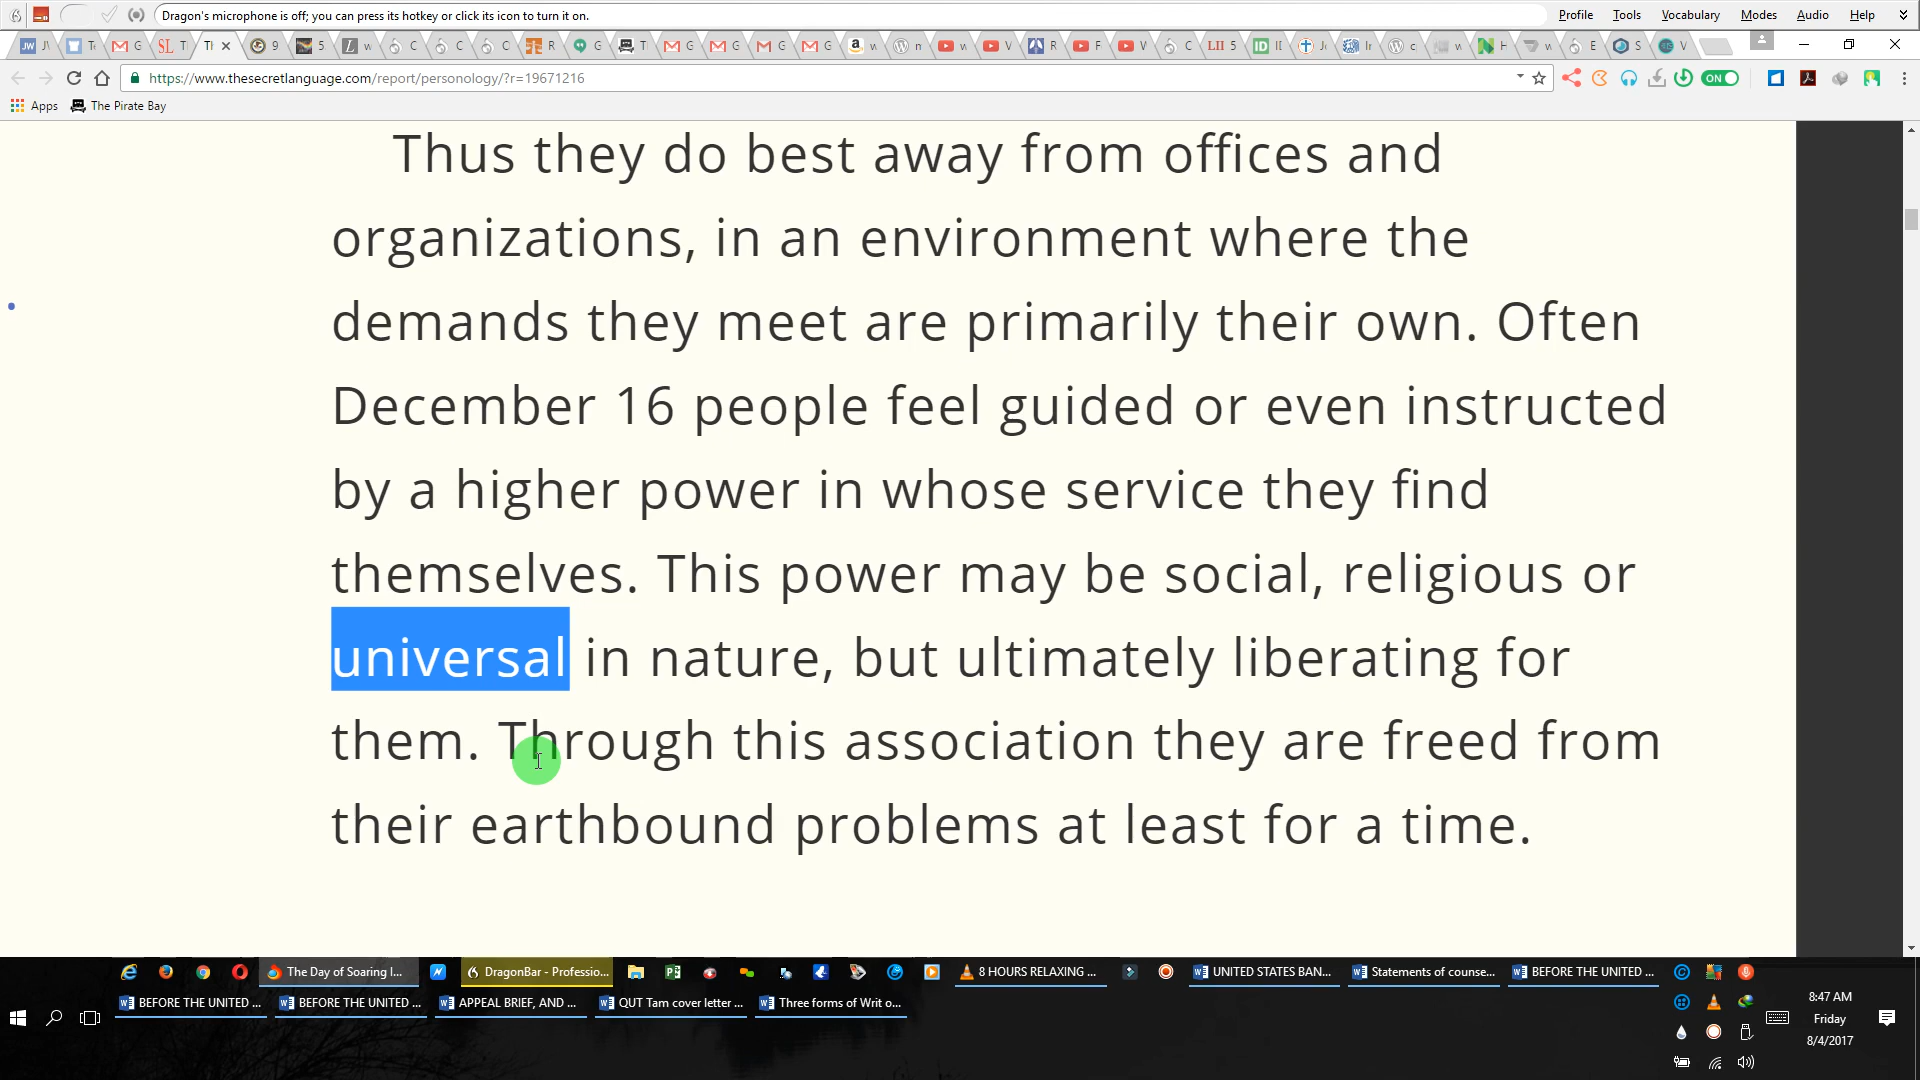 Dragon's microphone is off; you can press its hotkey or click its icon to turn it on.
Profile Tools Vocabulary Modes Audio Help
https://www.thesecretlanguage.com/report/personology/?r=19671216
ON
Apps The Pirate Bay
Thus they do best away from offices and
organizations, in an environment where the
demands they meet are primarily their own. Often
December 16 people feel guided or even instructed
by a higher power in whose service they find
themselves. This power may be social, religious or
universal in nature, but ultimately liberating for
them. Through this association they are freed from
their earthbound problems at least for a time.
The Day of Soaring I... DragonBar - Professio... 8 HOURS RELAXING ... UNITED STATES BAN... Statements of counse... BEFORE THE UNITED ...
BEFORE THE UNITED ... BEFORE THE UNITED ... APPEAL BRIEF, AND ... QUT Tam cover letter ... Three forms of Writ o...
8:47 AM
Friday
8/4/2017